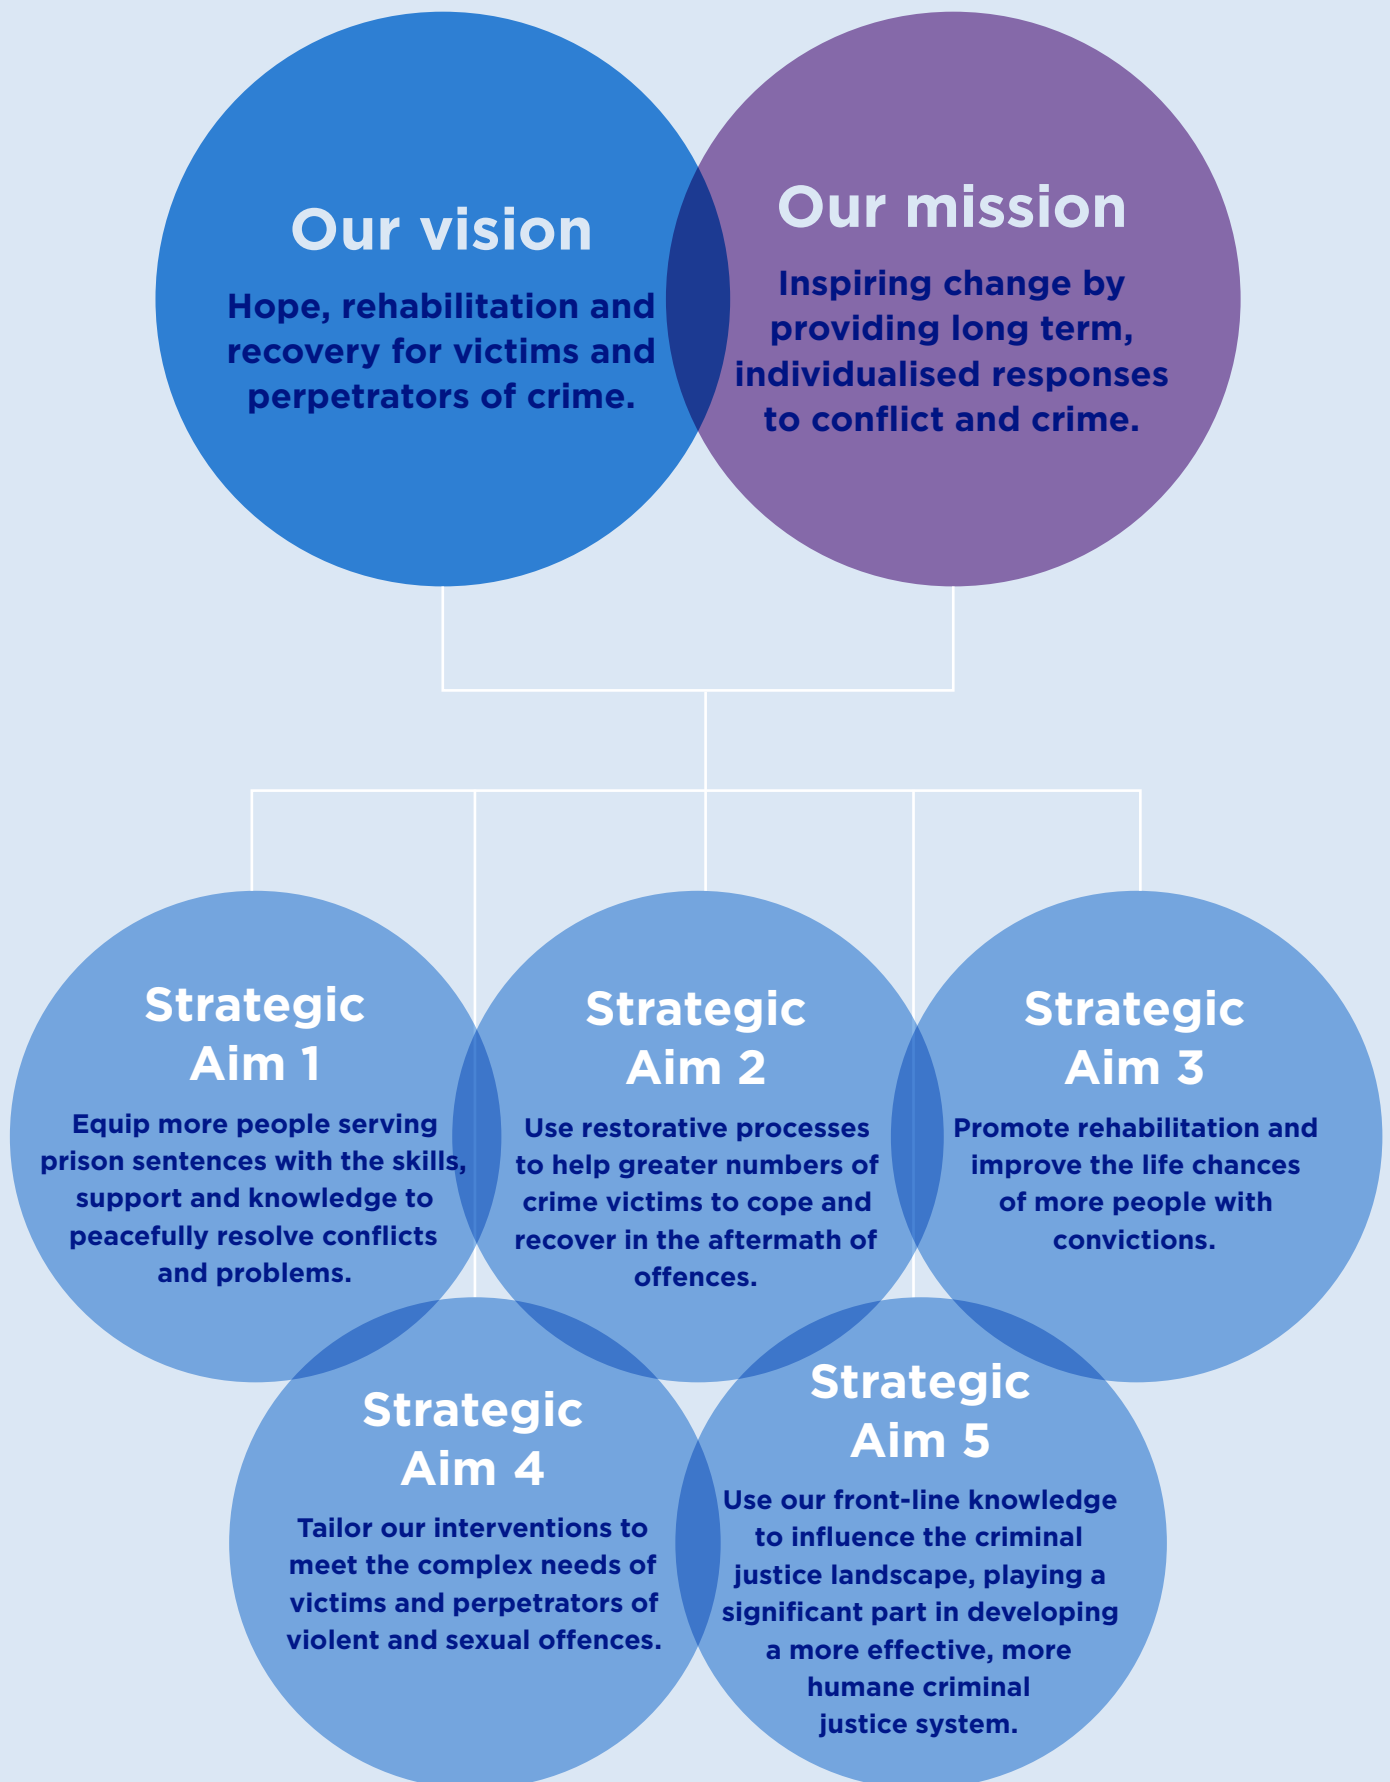 Our vision
Hope, rehabilitation and
recovery for victims and
perpetrators of crime.
Our mission
Inspiring change by
providing long term,
individualised responses
to conflict and crime.
Strategic
Aim 1
Equip more people serving
prison sentences with the skills,
support and knowledge to
peacefully resolve conflicts
and problems.
Strategic
Aim 2
Use restorative processes
to help greater numbers of
crime victims to cope and
recover in the aftermath of
offences.
Strategic
Aim 3
Promote rehabilitation and
improve the life chances
of more people with
convictions.
Strategic
Aim 4
Tailor our interventions to
meet the complex needs of
victims and perpetrators of
violent and sexual offences.
Strategic
Aim 5
Use our front-line knowledge
to influence the criminal
justice landscape, playing a
significant part in developing
a more effective, more
humane criminal
justice system.